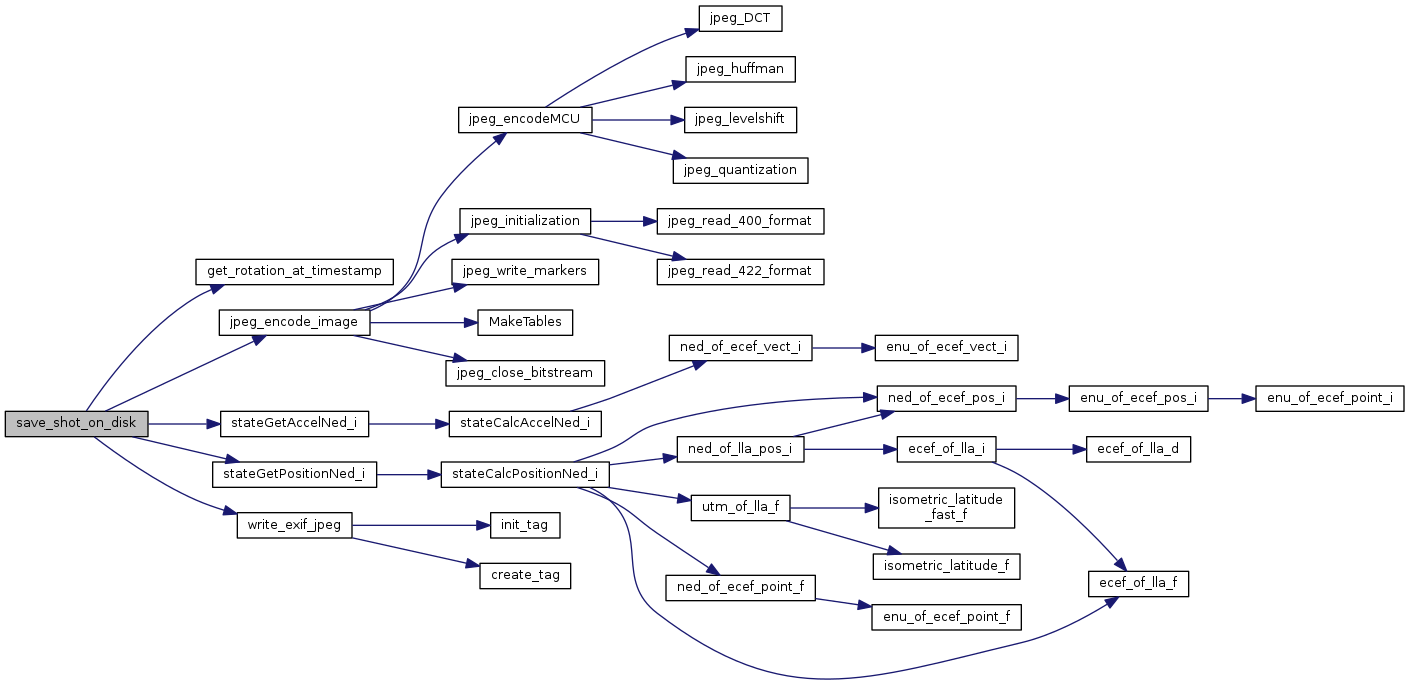 jpeg_DCT
jpeg_huffman
jpeg_encodeMCU
jpeg_levelshift
jpeg_quantization
jpeg_initialization
jpeg_read_400_format
get_rotation_at_timestamp
jpeg_write_markers
jpeg_read_422_format
jpeg_encode_image
MakeTables
ned_of_ecef_vect_i
enu_of_ecef_vect_i
jpeg_close_bitstream
ned_of_ecef_pos_i
enu_of_ecef_pos_i
enu_of_ecef_point_i
save_shot_on_disk
stateGetAccelNed_i
stateCalcAccelNed_i
ned_of_lla_pos_i
ecef_of_lla_i
ecef_of_lla_d
stateGetPositionNed_i
stateCalcPositionNed_i
utm_of_lla_f
isometric_latitude
_fast_f
write_exif_jpeg
init_tag
isometric_latitude_f
create_tag
ned_of_ecef_point_f
ecef_of_lla_f
enu_of_ecef_point_f